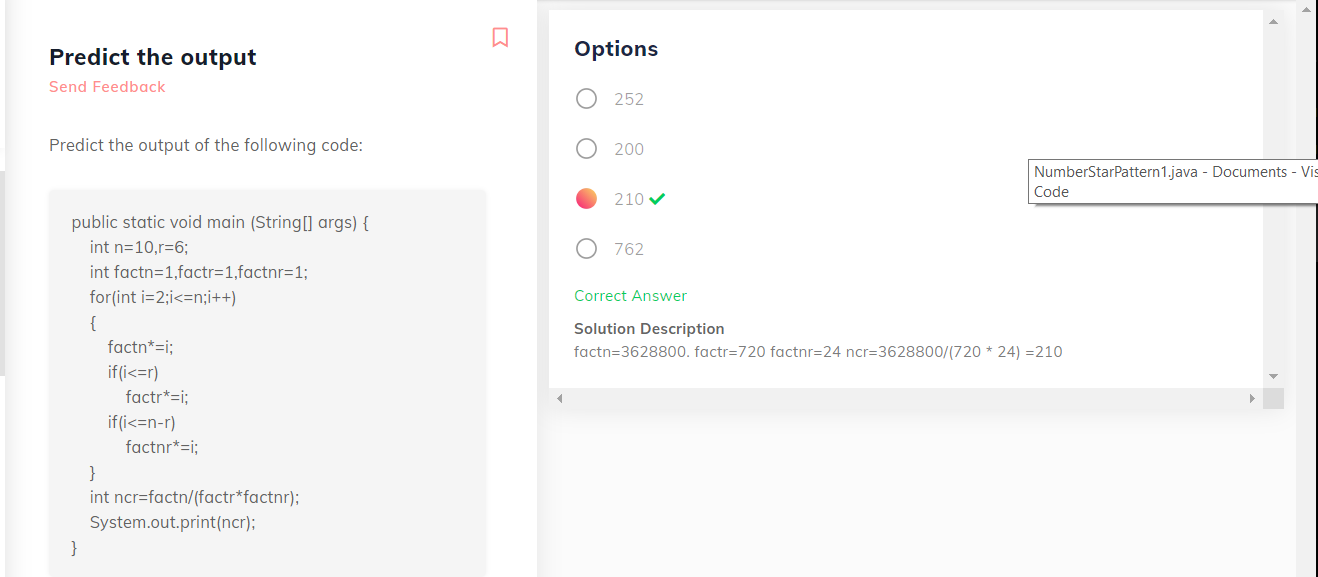 Predict the output
Send Feedback
Predict the output of the following code:
public static void main (String[] args) {
int n=10,r=6;
int factn=1,factr=1,factnr=1;
for(int i=2;i<=n;i++)
{
factn*=i;
if(i<=r)
factr*=i;
if(i<=n-r)
factnr*=i;
}
int ncr=factn/(factr*factnr);
System.out.print(ncr);
}
Options
252
200
210
762
Correct Answer
Solution Description
factn=3628800. factr=720 factnr=24 ncr=3628800/(720 * 24) =210
NumberStarPattern1.java - Documents - Vis
Code